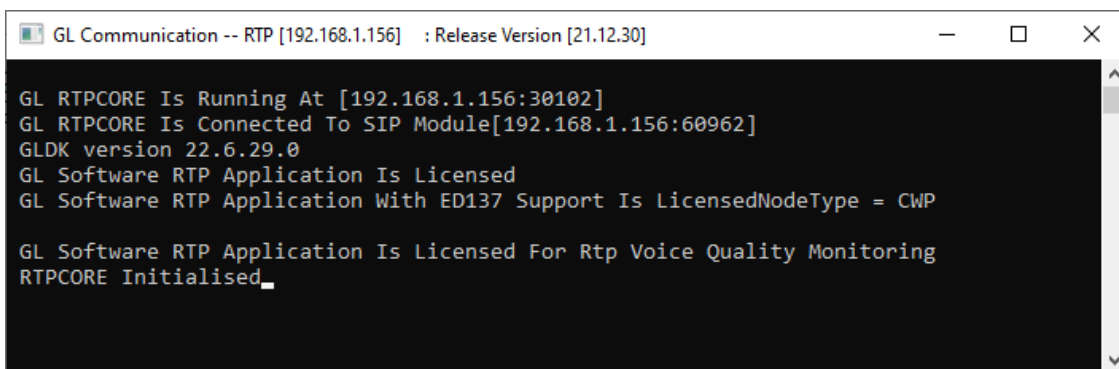 GL Communication -- RTP [192.168.1.156] : Release Version [21.12.30]
GL RTPCORE Is Running At [192.168.1.156:30102]
GL RTPCORE Is Connected To SIP Module[192.168.1.156:60962]
GLDK version 22.6.29.0
GL Software RTP Application Is Licensed
GL Software RTP Application With ED137 Support Is LicensedNodeType = CWP
GL Software RTP Application Is Licensed For Rtp Voice Quality Monitoring
RTPCORE Initialised